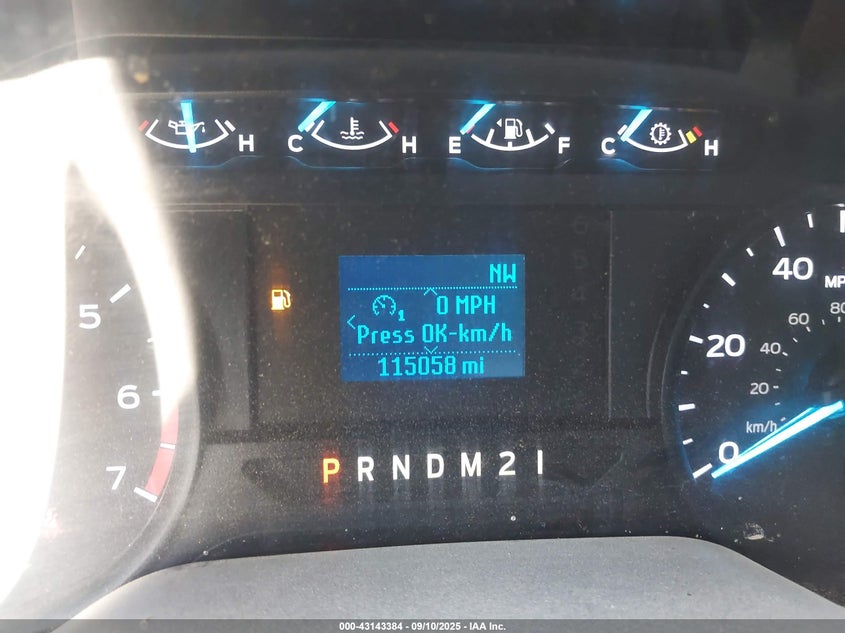 H C H E F C H
NW
0 MPH
Press OK-km/h
115058 mi
5
6
7
40
20
0
MP
80
60
40
20
km/h
P R N D M 2 1
000-43143384 - 09/10/2025 - IAA Inc.